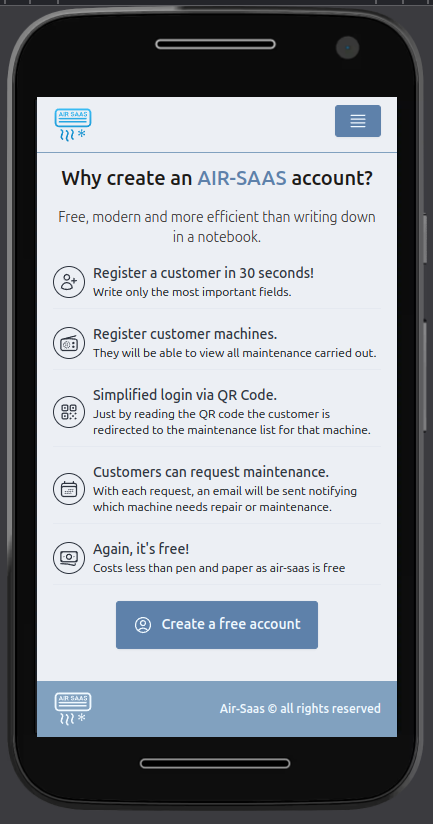 AIR SAAS
Why create an AIR-SAAS account?
Free, modern and more efficient than writing down
in a notebook.
Register a customer in 30 seconds!
Write only the most important fields.
Register customer machines.
They will be able to view all maintenance carried out.
Simplified login via QR Code.
Just by reading the QR code the customer is
redirected to the maintenance list for that machine.
Customers can request maintenance.
With each request, an email will be sent notifying
which machine needs repair or maintenance.
Again, it's free!
Costs less than pen and paper as air-saas is free
Create a free account
AIR SAAS
Air-Saas © all rights reserved